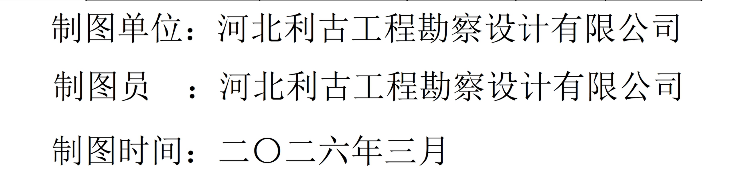 制图单位：河北利古工程勘察设计有限公司
制图员　：河北利古工程勘察设计有限公司
制图时间：二〇二六年三月